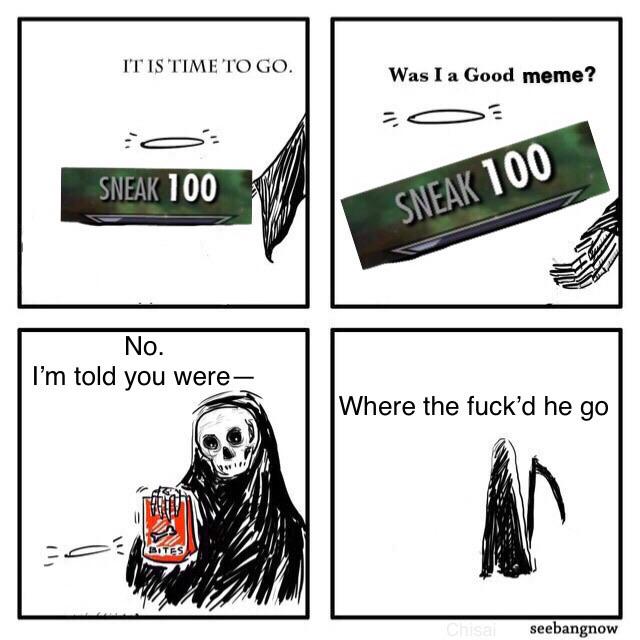 IT IS TIME TO GO.
SNEAK 100
Was I a Good meme?
SNEAK 100
No.
I'm told you were—
BITES
Where the fuck'd he go
Chisai
seebangnow